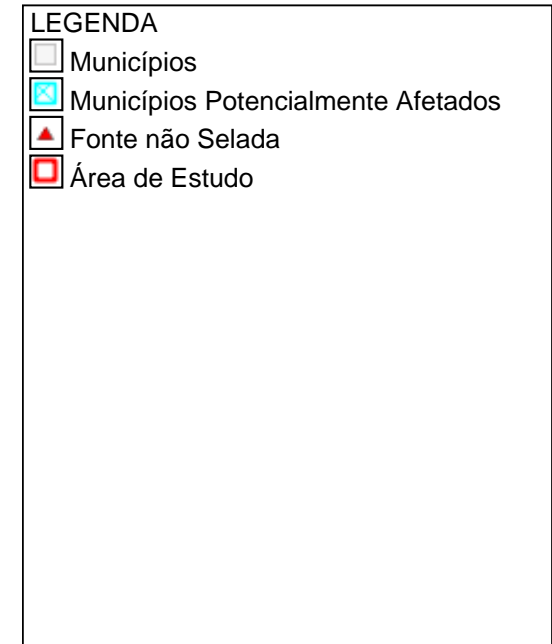 LEGENDA
Municípios
Municípios Potencialmente Afetados
Fonte não Selada
Área de Estudo